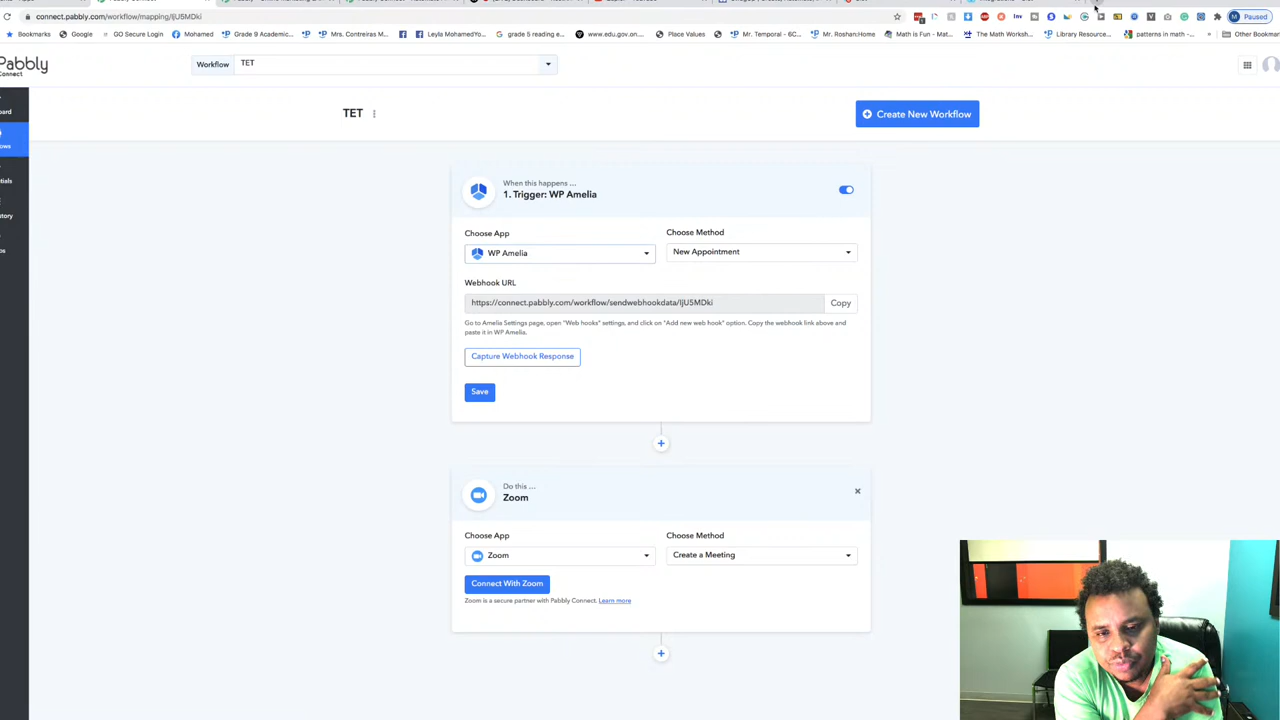 connect.pabbly.com/workflow/mapping/IjU5MDki
Paused
Bookmarks Google GO Secure Login Mohamed Grade 9 Academic... Mrs. Contreiras M... Leyla MohamedYo... grade 5 reading e... www.edu.gov.on.... Place Values Mr. Temporal - 6C... Mr. Roshan:Home Math is Fun - Mat... The Math Worksh... Library Resource... patterns in math -... » Other Bookmar
Pabbly
Connect
Workflow TET
TET
Create New Workflow
When this happens ...
1. Trigger: WP Amelia
Choose App
Choose Method
WP Amelia
New Appointment
Webhook URL
https://connect.pabbly.com/workflow/sendwebhookdata/IjU5MDki
Copy
Go to Amelia Settings page, open "Web hooks" settings, and click on "Add new web hook" option. Copy the webhook link above and
paste it in WP Amelia.
Capture Webhook Response
Save
Do this ...
Zoom
Choose App
Choose Method
Zoom
Create a Meeting
Connect With Zoom
Zoom is a secure partner with Pabbly Connect. Learn more